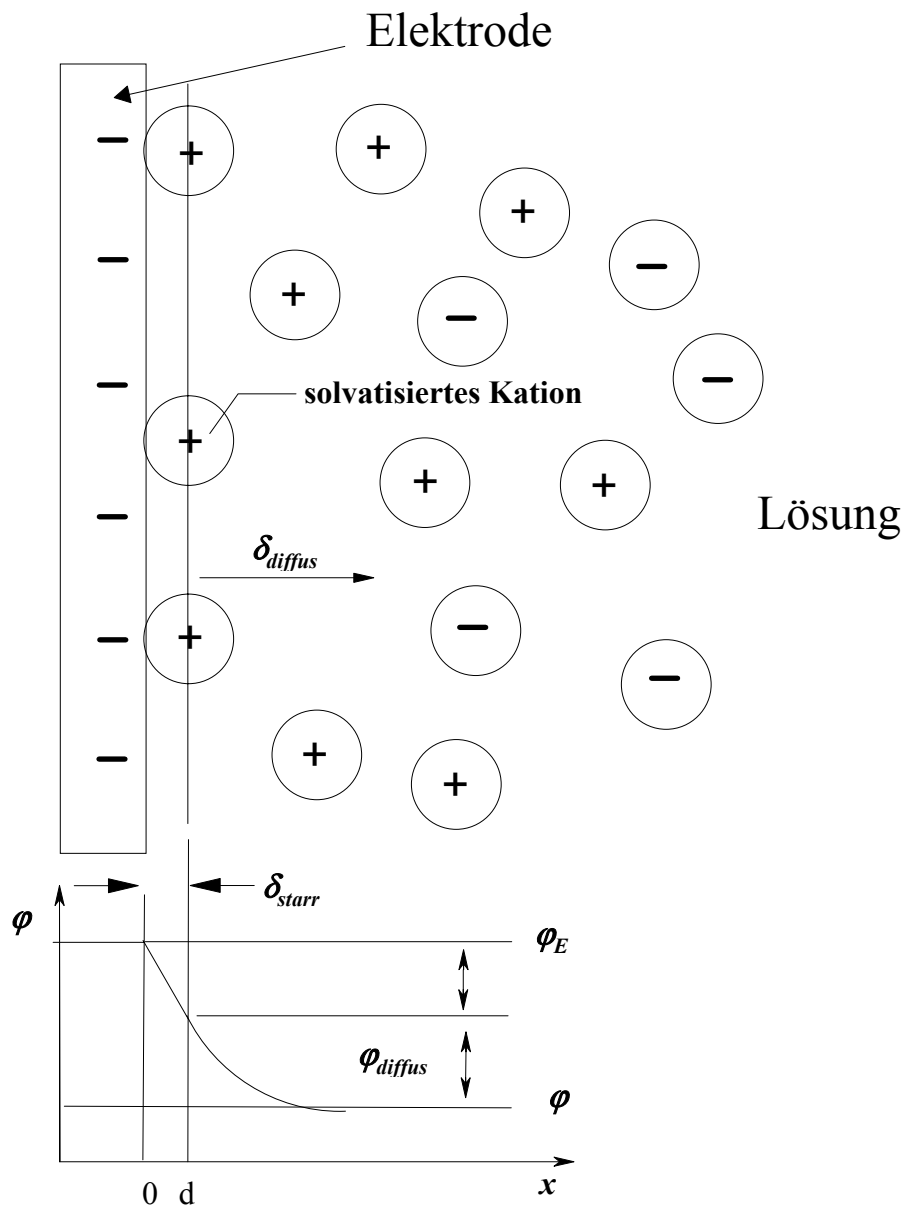 Elektrode
− + +
+
− −
+ −
− −
solvatisiertes Kation
+
+ +
− Lösung
δdiffus
− + −
−
− + +
δstarr
φ φE
φdiffus
φ
0 d x